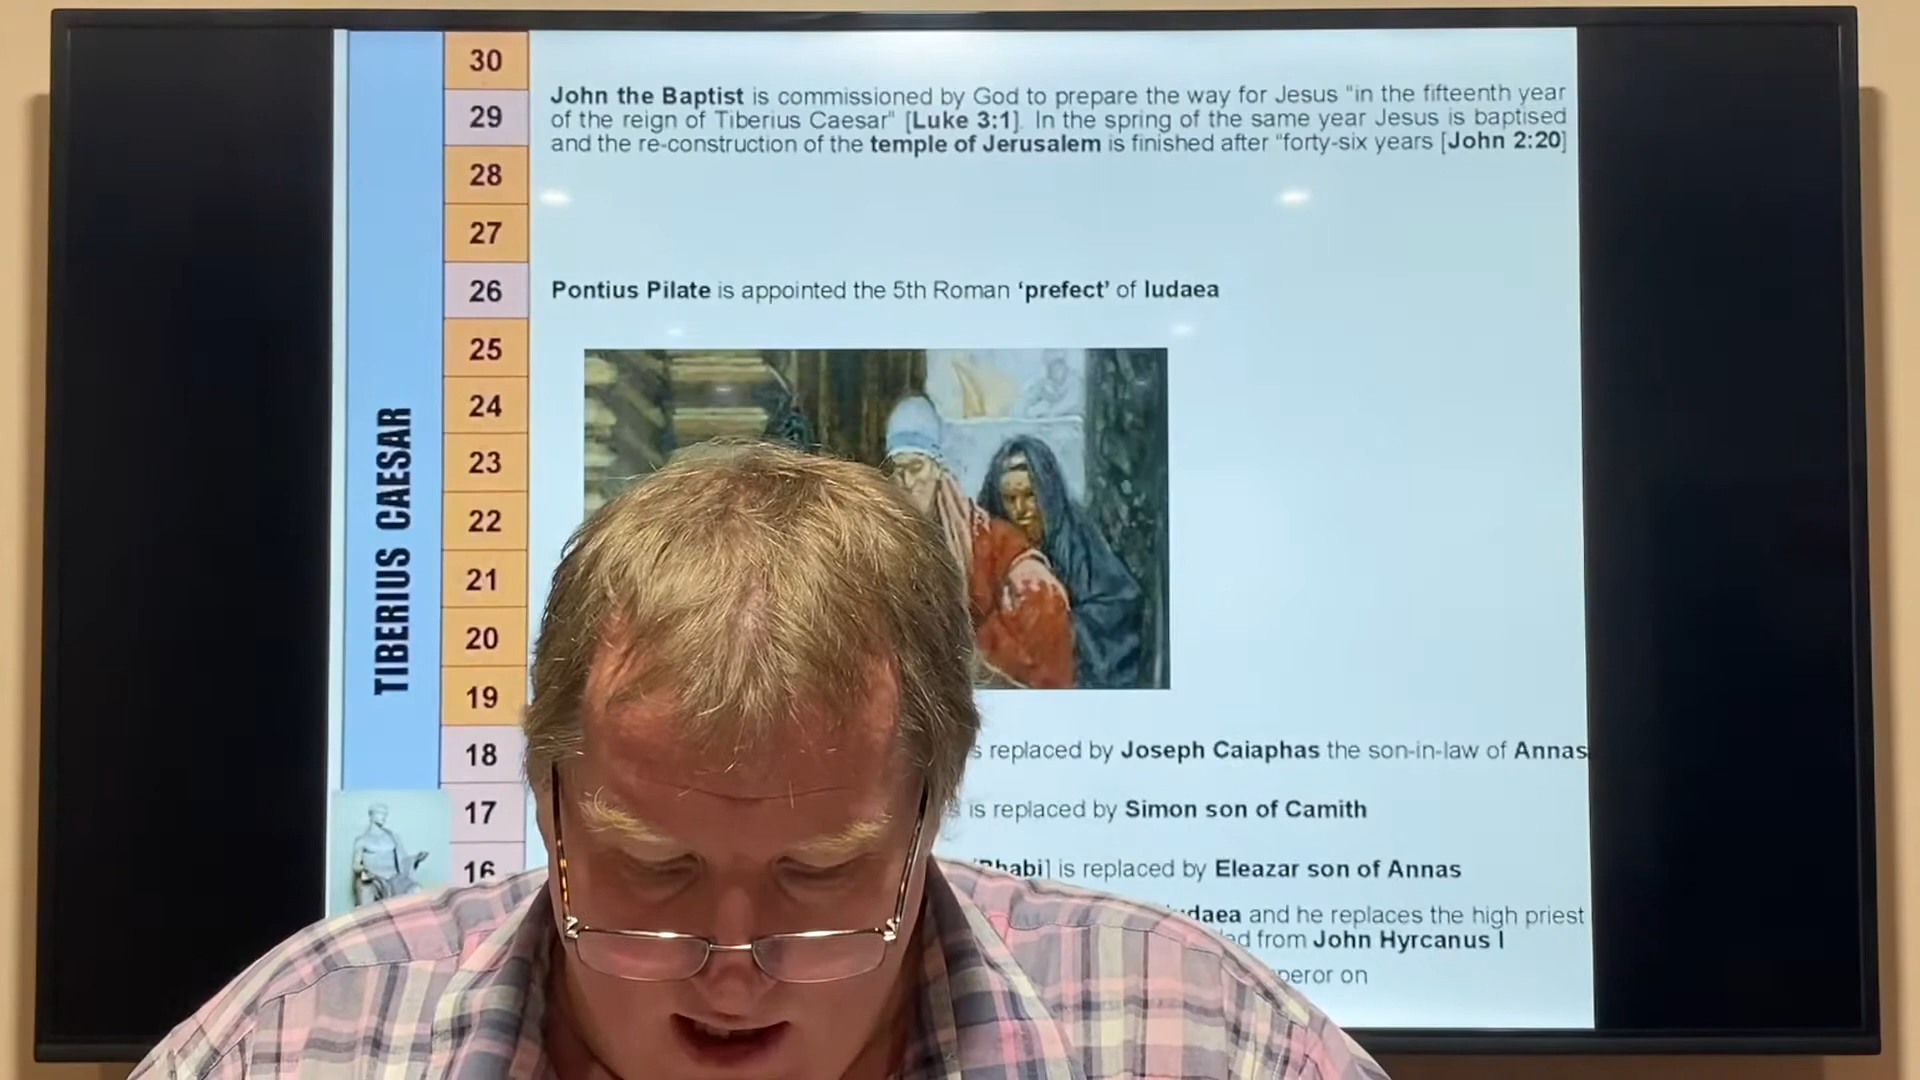 30
John the Baptist is commissioned by God to prepare the way for Jesus "in the fifteenth year
29
of the reign of Tiberius Caesar" [Luke 3:1]. In the spring of the same year Jesus is baptised
and the re-construction of the temple of Jerusalem is finished after "forty-six years [John 2:20]
28
27
26
Pontius Pilate is appointed the 5th Roman ‘prefect’ of Iudaea
25
24
23
22
21
20
19
TIBERIUS CAESAR
18
replaced by Joseph Caiaphas the son-in-law of Annas
17
is replaced by Simon son of Camith
16
is replaced by Eleazar son of Annas
and he replaces the high priest
from John Hyrcanus I
on